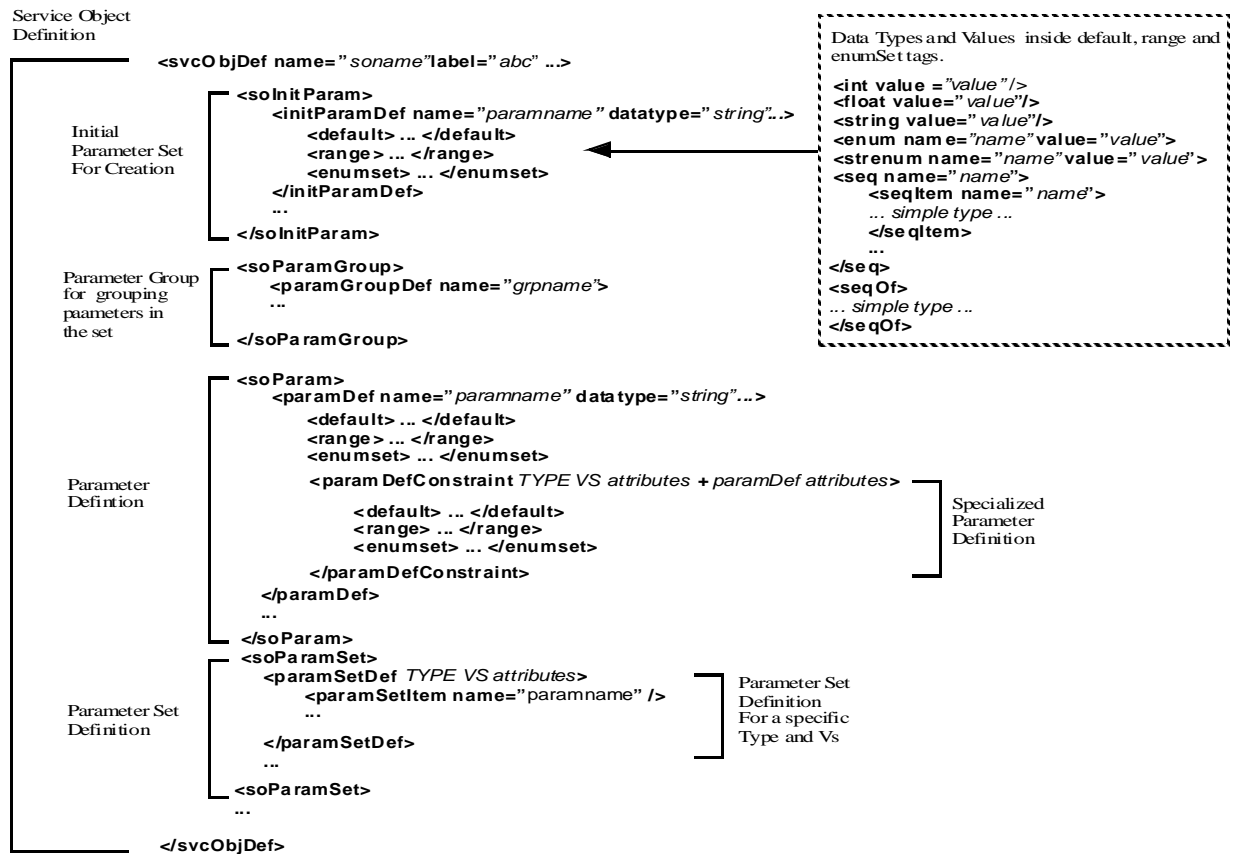 Service Object
Definition
<svcObjDef name="soname"label="abc" ...>
Initial
Parameter Set
For Creation
<soInitParam>
<initParamDef name="paramname" datatype="string"...>
<default> ... </default>
<range> ... </range>
<enumset> ... </enumset>
</initParamDef>
...
</soInitParam>
Data Types and Values inside default, range and
enumSet tags.
<int value ="value"/>
<float value="value"/>
<string value="value"/>
<enum name="name"value="value">
<strenum name="name"value="value">
<seq name="name">
<seqItem name="name">
... simple type ...
</seqItem>
...
</seq>
<seqOf>
... simple type ...
</seqOf>
Parameter Group
for grouping
paameters in
the set
<soParamGroup>
<paramGroupDef name="grpname">
...
</soParamGroup>
Parameter
Defintion
<soParam>
<paramDef name="paramname" datatype="string"...>
<default> ... </default>
<range> ... </range>
<enumset> ... </enumset>
<paramDefConstraint TYPE VS attributes + paramDef attributes>
<default> ... </default>
<range> ... </range>
<enumset> ... </enumset>
</paramDefConstraint>
</paramDef>
...
</soParam>
Specialized
Parameter
Definition
Parameter Set
Definition
<soParamSet>
<paramSetDef TYPE VS attributes>
<paramSetItem name="paramname" />
...
</paramSetDef>
...
<soParamSet>
...
Parameter Set
Definition
For a specific
Type and Vs
</svcObjDef>